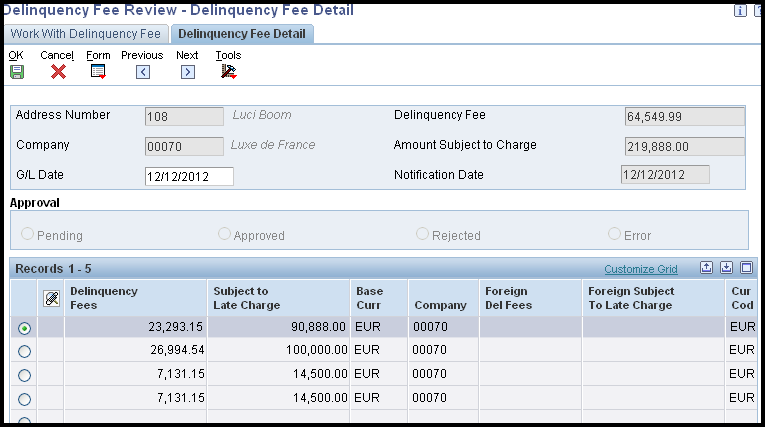 Delinquency Fee Review - Delinquency Fee Detail
Work With Delinquency Fee Delinquency Fee Detail
OK Cancel Form Previous Next Tools
Address Number 108 Luci Boom Delinquency Fee 64,549.99
Company 00070 Luxe de France Amount Subject to Charge 219,888.00
G/L Date 12/12/2012 Notification Date 12/12/2012
Approval
Pending Approved Rejected Error
Records 1 - 5 Customize Grid
Delinquency Subject to Base Foreign Foreign Subject Cur
Fees Late Charge Curr Company Del Fees To Late Charge Cod
23,293.15 90,888.00 EUR 00070 EUR
26,994.54 100,000.00 EUR 00070 EUR
7,131.15 14,500.00 EUR 00070 EUR
7,131.15 14,500.00 EUR 00070 EUR